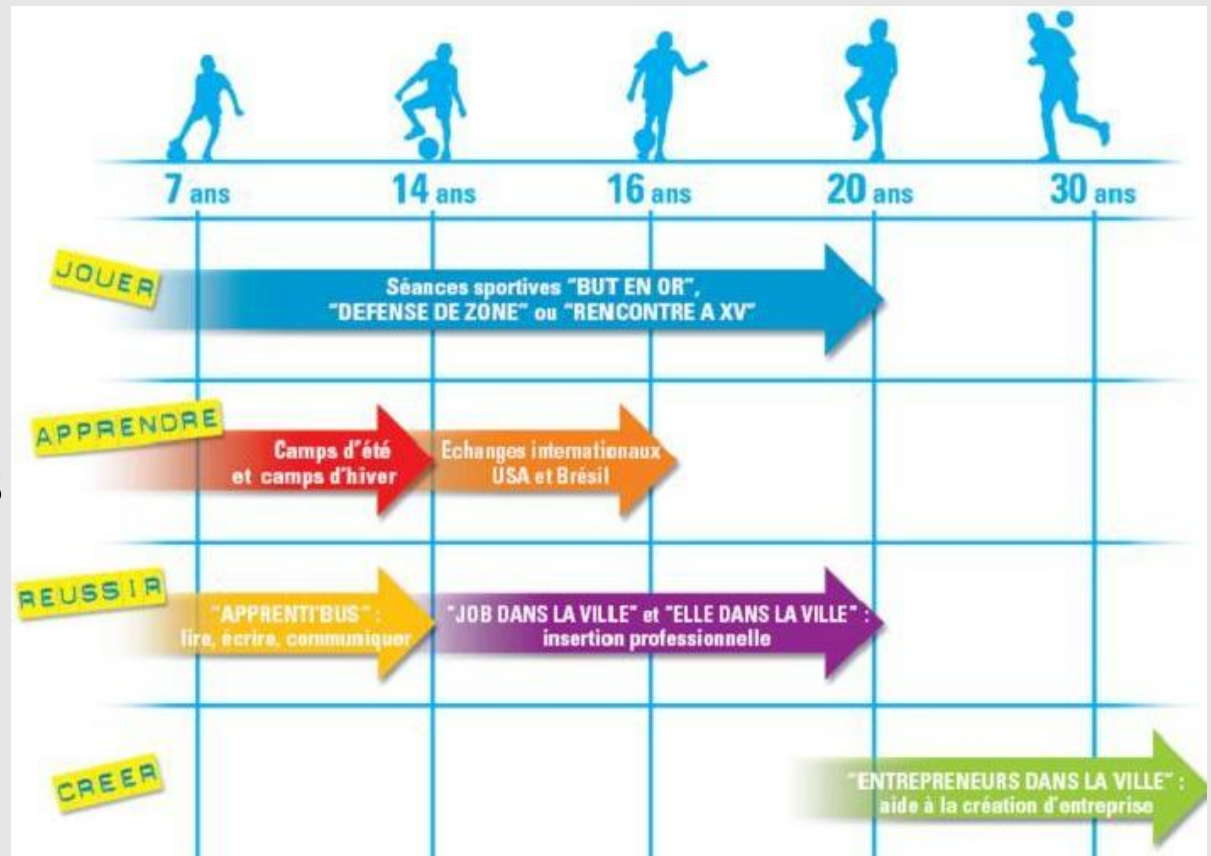 7 ans 14 ans 16 ans 20 ans 30 ans
JOUER
Séances sportives "BUT EN OR",
"DEFENSE DE ZONE" ou "RENCONTRE A XV"
APPRENDRE
Camps d'été
et camps d'hiver
Echanges internationaux
USA et Brésil
REUSSIR
"APPRENTI'BUS" :
lire, écrire, communiquer
"JOB DANS LA VILLE" et "ELLE DANS LA VILLE" :
insertion professionnelle
CREER
"ENTREPRENEURS DANS LA VILLE" :
aide à la création d'entreprise